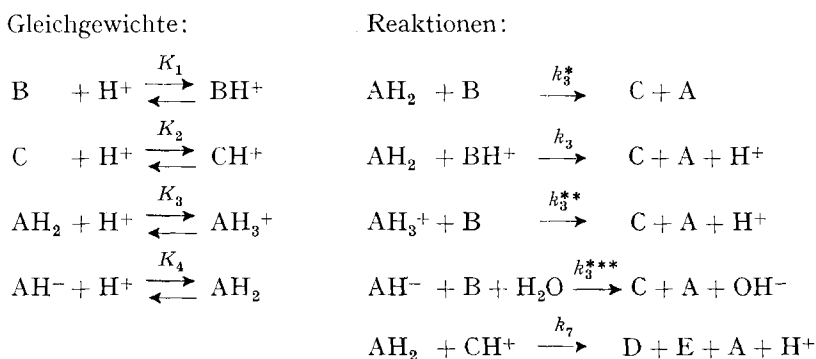 Gleichgewichte: Reaktionen:
B + H⁺ ⇌ (K₁) BH⁺ AH₂ + B → (k₃*) C + A
C + H⁺ ⇌ (K₂) CH⁺ AH₂ + BH⁺ → (k₃) C + A + H⁺
AH₂ + H⁺ ⇌ (K₃) AH₃⁺ AH₃⁺ + B → (k₃**) C + A + H⁺
AH⁻ + H⁺ ⇌ (K₄) AH₂ AH⁻ + B + H₂O → (k₃***) C + A + OH⁻
AH₂ + CH⁺ → (k₇) D + E + A + H⁺